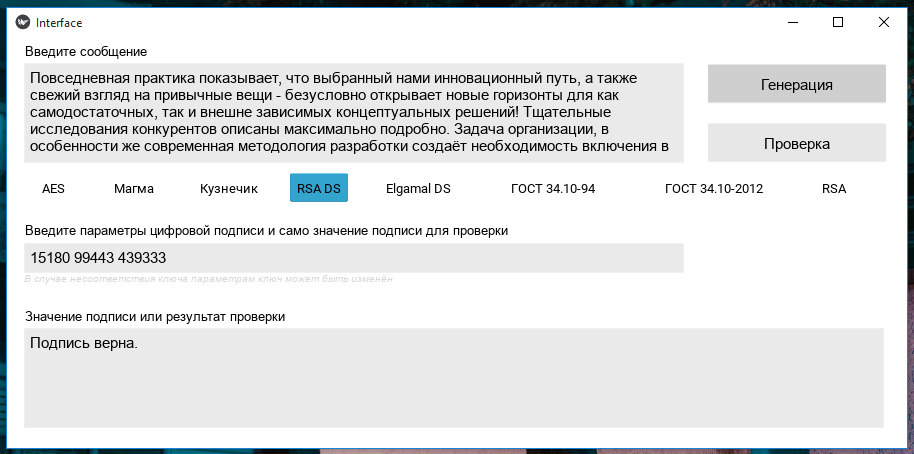 Interface
Введите сообщение
Повседневная практика показывает, что выбранный нами инновационный путь, а также
свежий взгляд на привычные вещи - безусловно открывает новые горизонты для как
самодостаточных, так и внешне зависимых концептуальных решений! Тщательные
исследования конкурентов описаны максимально подробно. Задача организации, в
особенности же современная методология разработки создаёт необходимость включения в
Генерация
Проверка
AES Магма Кузнечик RSA DS Elgamal DS ГОСТ 34.10-94 ГОСТ 34.10-2012 RSA
Введите параметры цифровой подписи и само значение подписи для проверки
15180 99443 439333
В случае несоответствия ключа параметрам ключ может быть изменён
Значение подписи или результат проверки
Подпись верна.